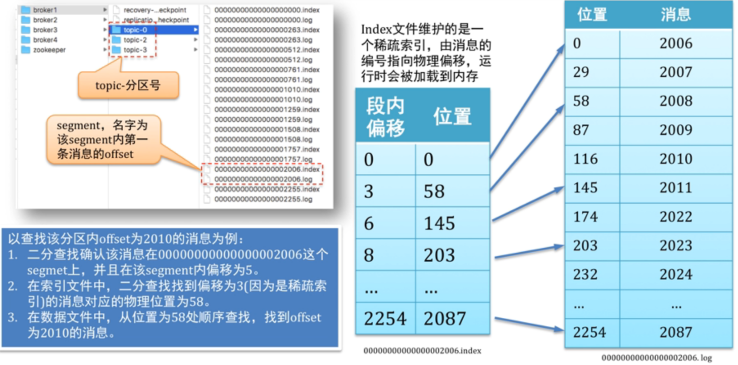 broker1
broker2
broker3
broker4
zookeeper
recovery-...eckpoint
replicatio...heckpoint
topic-0
topic-2
topic-3
00000000000000000000.index
00000000000000000000.log
00000000000000000263.index
00000000000000000263.log
00000000000000000512.index
00000000000000000512.log
00000000000000000761.index
00000000000000000761.log
00000000000000001010.index
00000000000000001010.log
00000000000000001259.index
00000000000000001259.log
00000000000000001508.index
00000000000000001508.log
00000000000000001757.index
00000000000000001757.log
00000000000000002006.index
00000000000000002006.log
00000000000000002255.index
00000000000000002255.log
topic-分区号
segment，名字为
该segment内第一
条消息的offset
以查找该分区内offset为2010的消息为例：
1. 二分查找确认该消息在00000000000000002006这个
segmet上，并且在该segment内偏移为5。
2. 在索引文件中，二分查找找到偏移为3(因为是稀疏索
引)的消息对应的物理位置为58。
3. 在数据文件中，从位置为58处顺序查找，找到offset
为2010的消息。
Index文件维护的是一
个稀疏索引，由消息的
编号指向物理偏移，运
行时会被加载到内存
段内
偏移 位置
0 0
3 58
6 145
8 203
... ...
2254 2087
00000000000000002006.index
位置 消息
0 2006
29 2007
58 2008
87 2009
116 2010
145 2011
174 2022
203 2023
232 2024
... ...
2254 2087
00000000000000002006. log